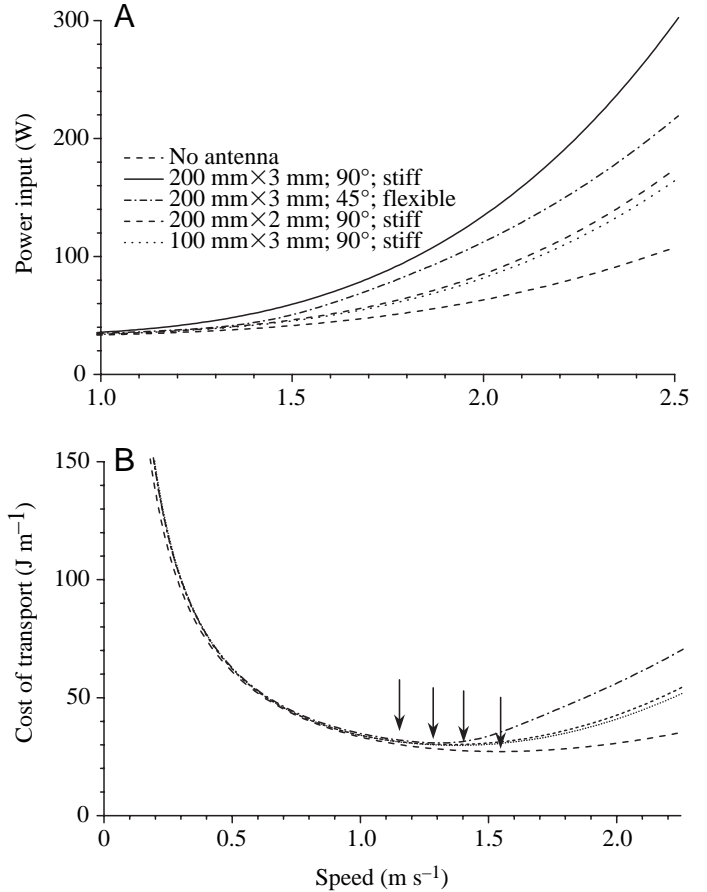 A
300
200
100
0
Power input (W)
No antenna
200 mm×3 mm; 90°; stiff
200 mm×3 mm; 45°; flexible
200 mm×2 mm; 90°; stiff
100 mm×3 mm; 90°; stiff
1.0 1.5 2.0 2.5
B
150
100
50
0
Cost of transport (J m⁻¹)
0 0.5 1.0 1.5 2.0
Speed (m s⁻¹)